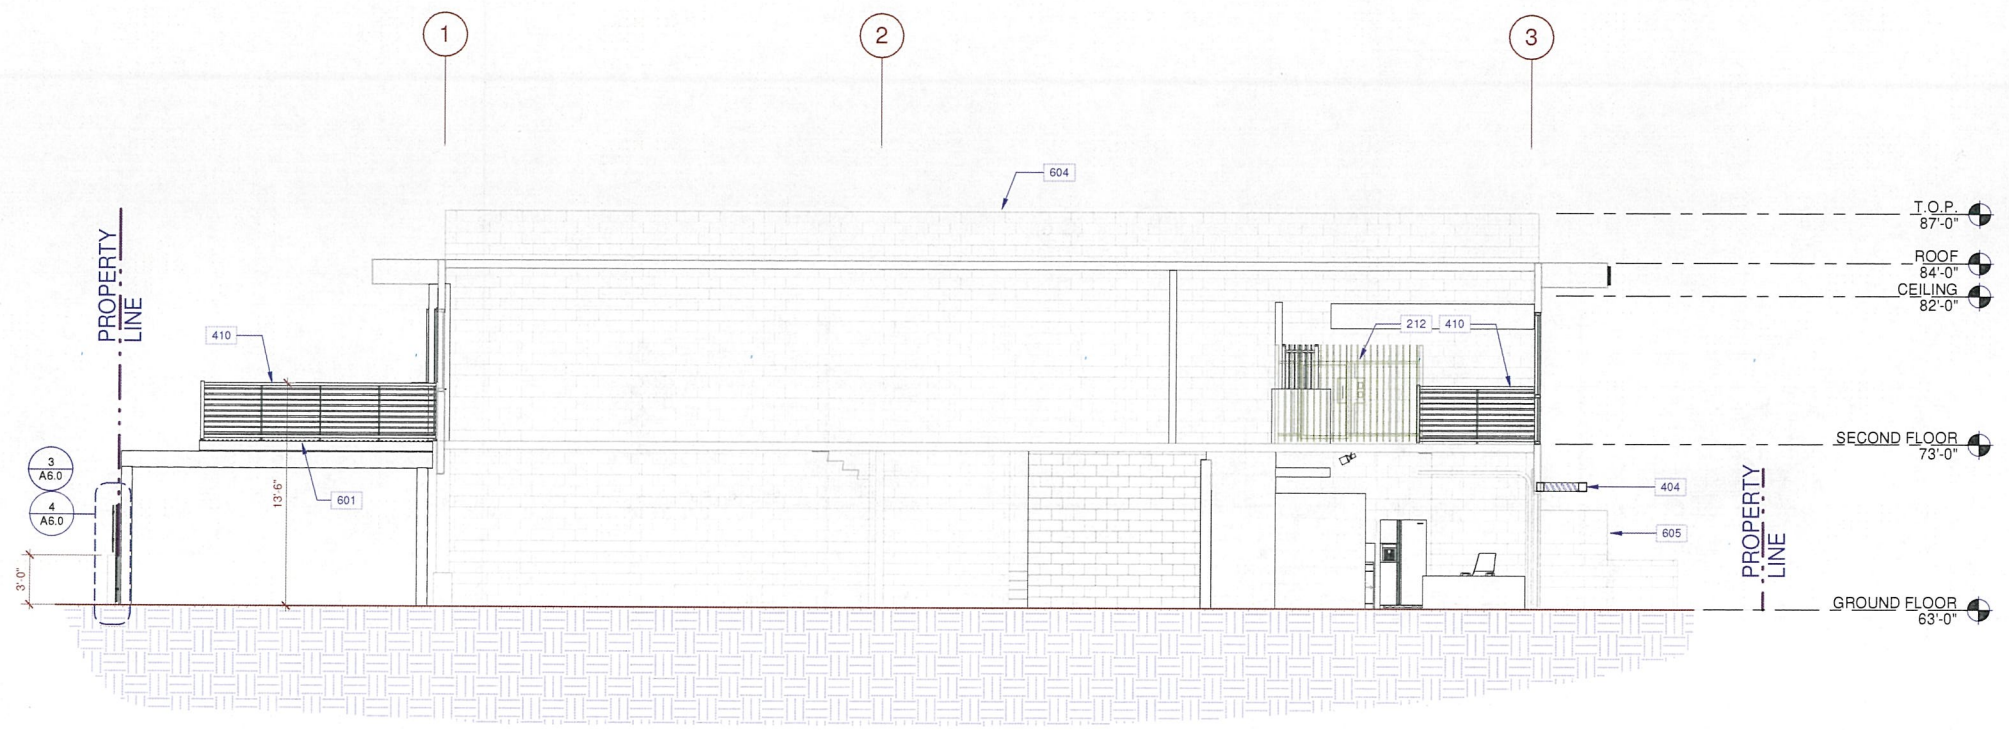 1
2
3
604
T.O.P.
87'-0"
PROPERTY
LINE
ROOF
84'-0"
CEILING
82'-0"
410
212
410
SECOND FLOOR
73'-0"
3
A6.0
4
A6.0
13'-6"
601
404
PROPERTY
LINE
605
3'-0"
GROUND FLOOR
63'-0"